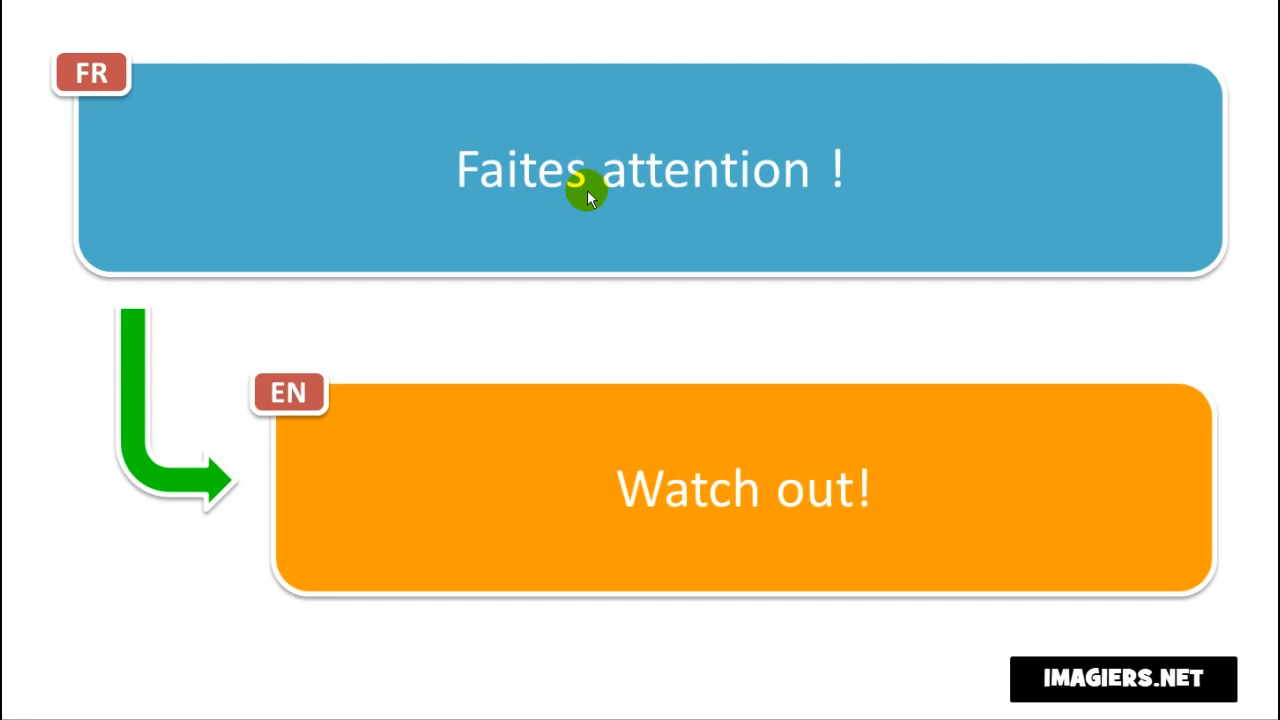 FR
Faites attention !
EN
Watch out!
IMAGIERS.NET